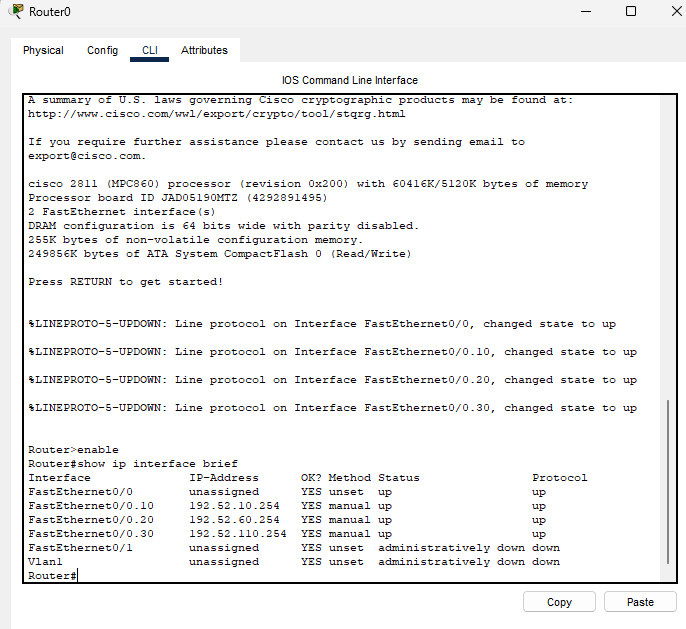 Router0
Physical Config CLI Attributes
IOS Command Line Interface
A summary of U.S. laws governing Cisco cryptographic products may be found at:
http://www.cisco.com/wwl/export/crypto/tool/stqrg.html
If you require further assistance please contact us by sending email to
export@cisco.com.
cisco 2811 (MPC860) processor (revision 0x200) with 60416K/5120K bytes of memory
Processor board ID JAD05190MTZ (4292891495)
2 FastEthernet interface(s)
DRAM configuration is 64 bits wide with parity disabled.
255K bytes of non-volatile configuration memory.
249856K bytes of ATA System CompactFlash 0 (Read/Write)
Press RETURN to get started!
%LINEPROTO-5-UPDOWN: Line protocol on Interface FastEthernet0/0, changed state to up
%LINEPROTO-5-UPDOWN: Line protocol on Interface FastEthernet0/0.10, changed state to up
%LINEPROTO-5-UPDOWN: Line protocol on Interface FastEthernet0/0.20, changed state to up
%LINEPROTO-5-UPDOWN: Line protocol on Interface FastEthernet0/0.30, changed state to up
Router>enable
Router#show ip interface brief
Interface IP-Address OK? Method Status Protocol
FastEthernet0/0 unassigned YES unset up up
FastEthernet0/0.10 192.52.10.254 YES manual up up
FastEthernet0/0.20 192.52.60.254 YES manual up up
FastEthernet0/0.30 192.52.110.254 YES manual up up
FastEthernet0/1 unassigned YES unset administratively down down
Vlan1 unassigned YES unset administratively down down
Router#
Copy Paste